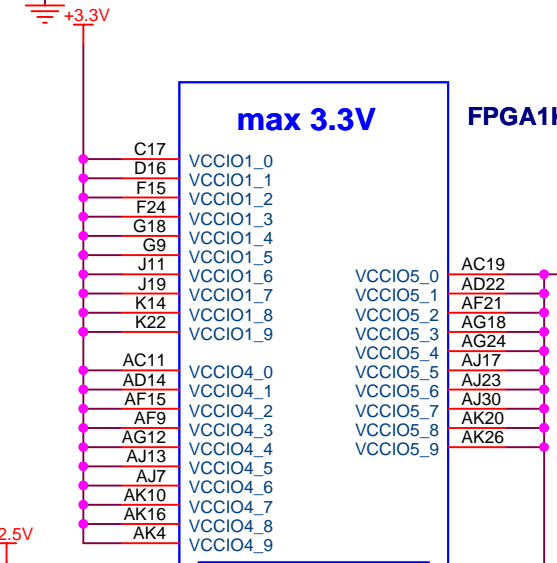 +3.3V
max 3.3V
FPGA1
C17 VCCIO1_0
D16 VCCIO1_1
F15 VCCIO1_2
F24 VCCIO1_3
G18 VCCIO1_4
G9 VCCIO1_5
J11 VCCIO1_6
J19 VCCIO1_7
K14 VCCIO1_8
K22 VCCIO1_9
AC11 VCCIO4_0
AD14 VCCIO4_1
AF15 VCCIO4_2
AF9 VCCIO4_3
AG12 VCCIO4_4
AJ13 VCCIO4_5
AJ7 VCCIO4_6
AK10 VCCIO4_7
AK16 VCCIO4_8
AK4 VCCIO4_9
VCCIO5_0 AC19
VCCIO5_1 AD22
VCCIO5_2 AF21
VCCIO5_3 AG18
VCCIO5_4 AG24
VCCIO5_5 AJ17
VCCIO5_6 AJ23
VCCIO5_7 AJ30
VCCIO5_8 AK20
VCCIO5_9 AK26
2.5V